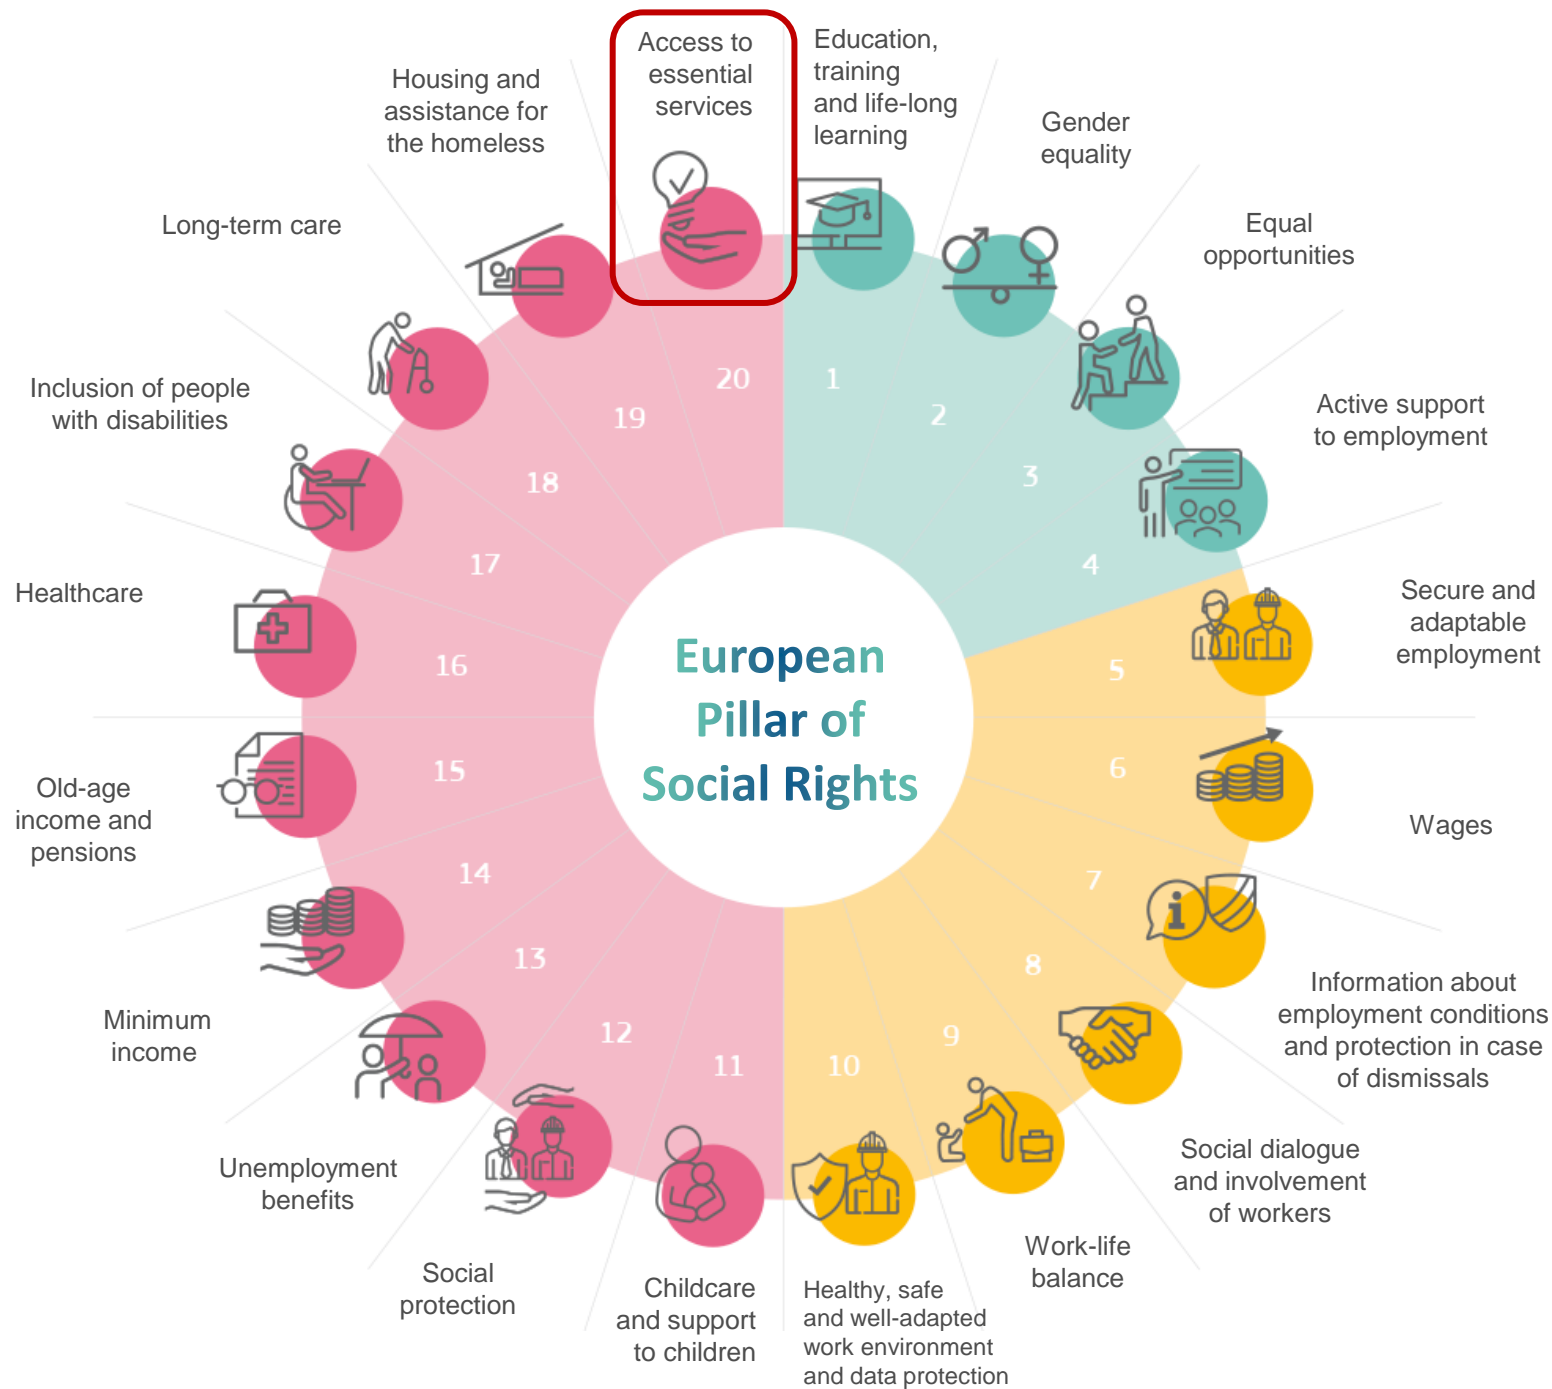 Access to
essential
services
Education,
training
and life-long
learning
Gender
equality
Equal
opportunities
Active support
to employment
Secure and
adaptable
employment
Wages
Information about
employment conditions
and protection in case
of dismissals
Social dialogue
and involvement
of workers
Work-life
balance
Healthy, safe
and well-adapted
work environment
and data protection
Childcare
and support
to children
Social
protection
Unemployment
benefits
Minimum
income
Old-age
income and
pensions
Healthcare
Inclusion of people
with disabilities
Long-term care
Housing and
assistance for
the homeless
1
2
3
4
5
6
7
8
9
10
11
12
13
14
15
16
17
18
19
20
i
European
Pillar of
Social Rights